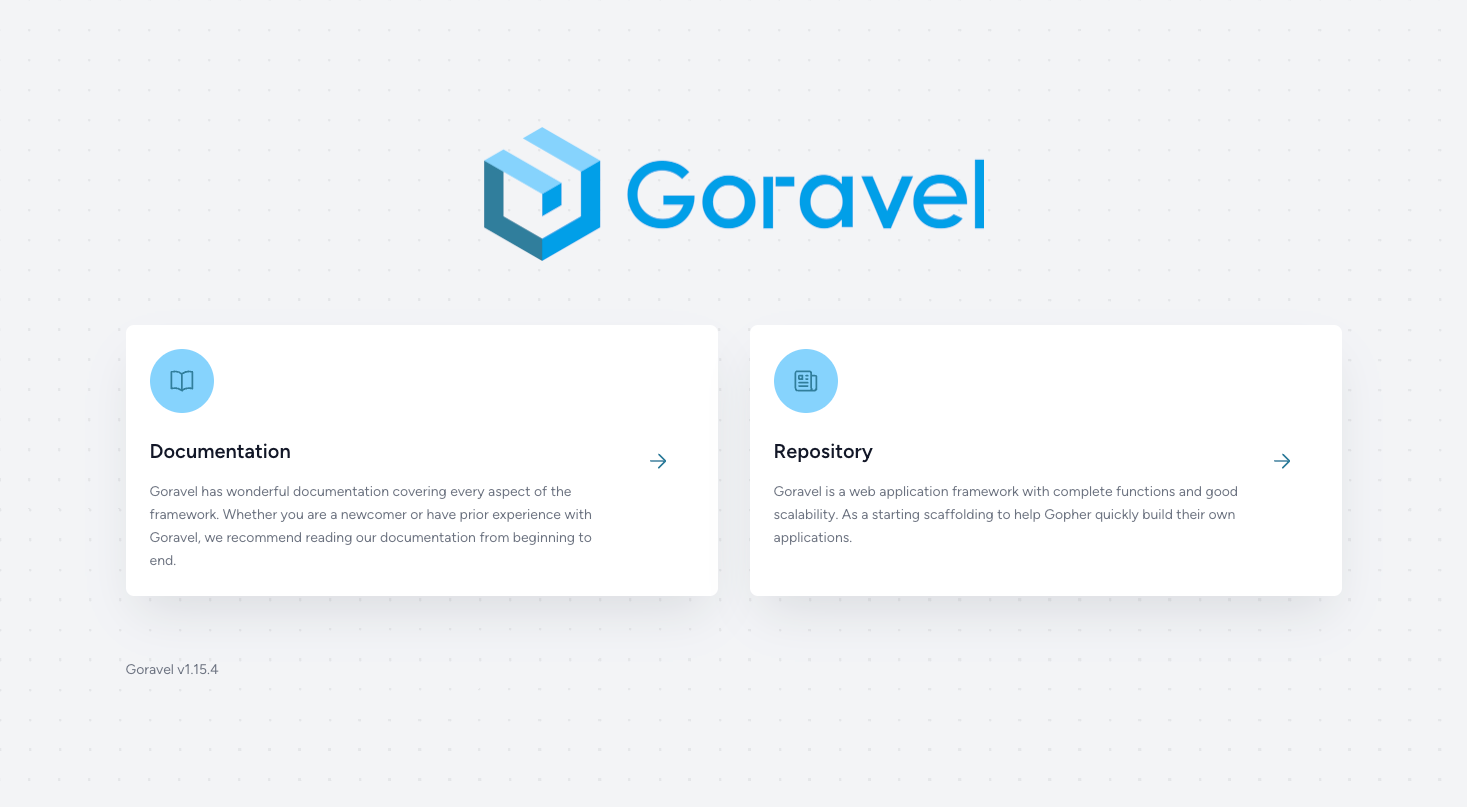 Goravel
Documentation
Goravel has wonderful documentation covering every aspect of the
framework. Whether you are a newcomer or have prior experience with
Goravel, we recommend reading our documentation from beginning to
end.
Repository
Goravel is a web application framework with complete functions and good
scalability. As a starting scaffolding to help Gopher quickly build their own
applications.
Goravel v1.15.4